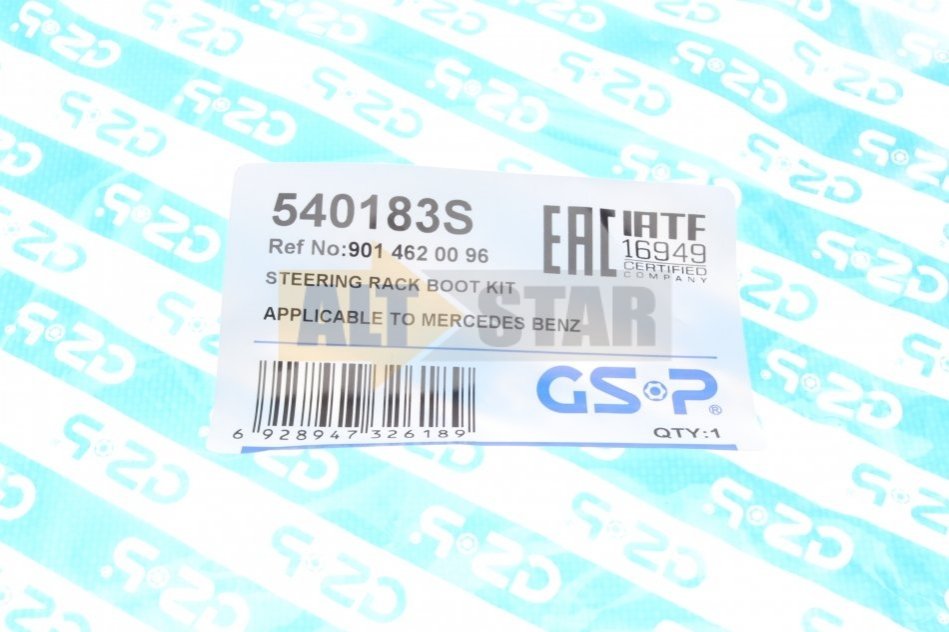 540183S
Ref No:901 462 00 96
STEERING RACK BOOT KIT
APPLICABLE TO MERCEDES BENZ
EAC
IATF
16949
CERTIFIED
COMPANY
ALT STAR
6 928947 326189
GSP®
QTY:1